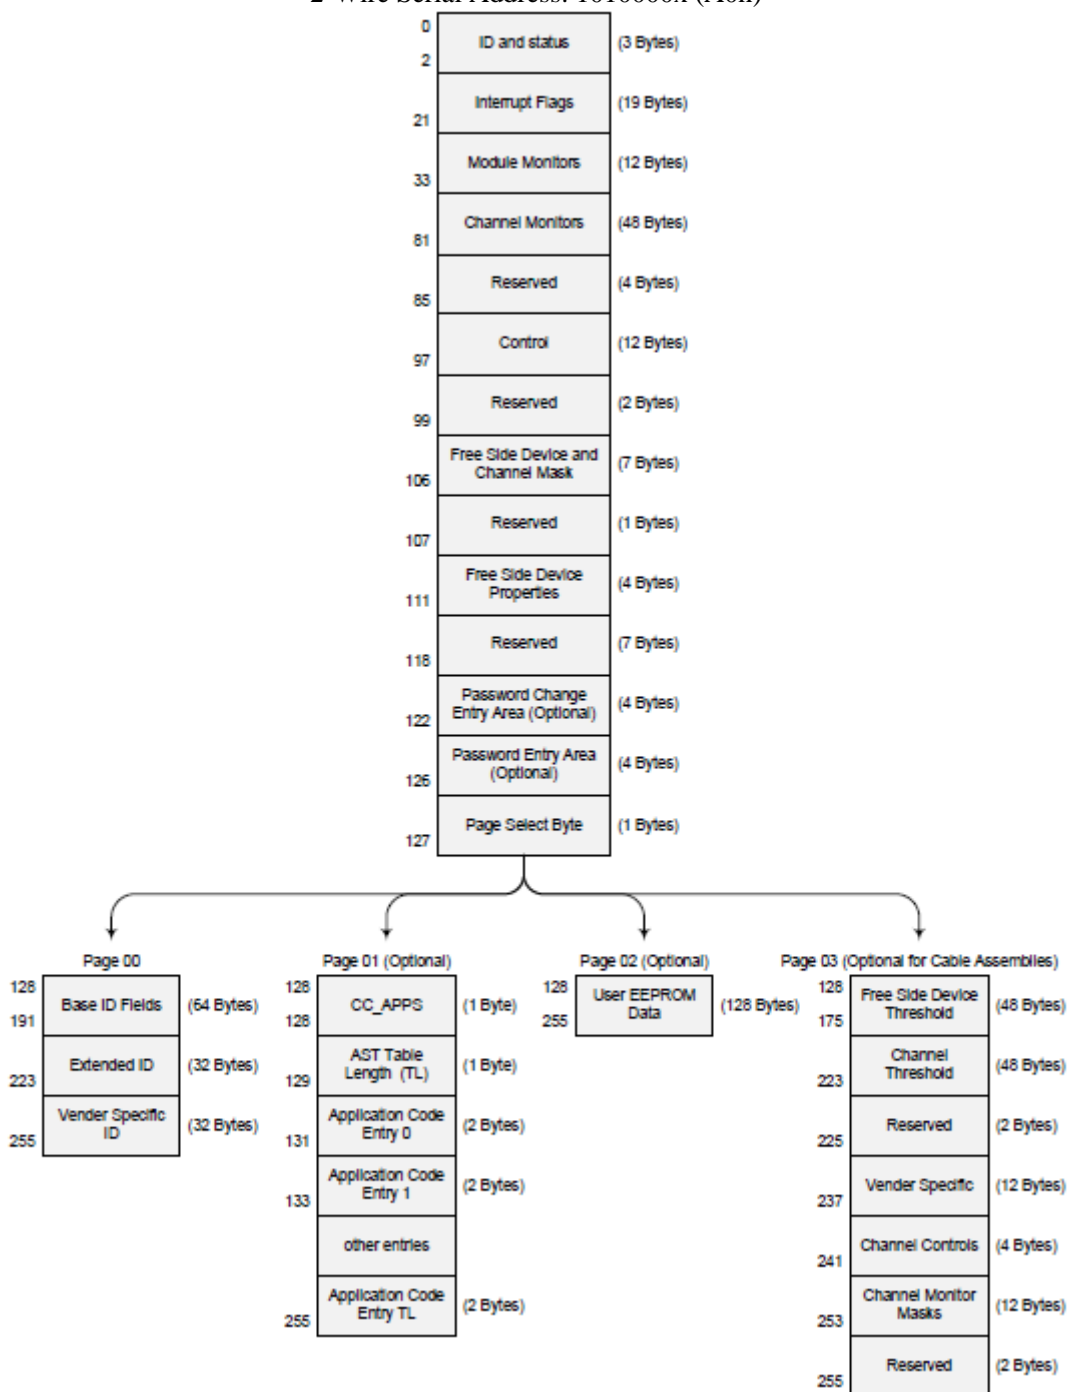 2-Wire Serial Address: 1010000x (A0h)
0
ID and status
(3 Bytes)
2
Interrupt Flags
(19 Bytes)
21
Module Monitors
(12 Bytes)
33
Channel Monitors
(48 Bytes)
81
Reserved
(4 Bytes)
85
Control
(12 Bytes)
97
Reserved
(2 Bytes)
99
Free Side Device and
Channel Mask
(7 Bytes)
106
Reserved
(1 Bytes)
107
Free Side Device
Properties
(4 Bytes)
111
Reserved
(7 Bytes)
118
Password Change
Entry Area (Optional)
(4 Bytes)
122
Password Entry Area
(Optional)
(4 Bytes)
126
Page Select Byte
(1 Bytes)
127
Page 00
128
Base ID Fields
(64 Bytes)
191
Extended ID
(32 Bytes)
223
Vender Specific
ID
(32 Bytes)
255
Page 01 (Optional)
128
CC_APPS
(1 Byte)
128
AST Table
Length (TL)
(1 Byte)
129
Application Code
Entry 0
(2 Bytes)
131
Application Code
Entry 1
(2 Bytes)
133
other entries
Application Code
Entry TL
(2 Bytes)
255
Page 02 (Optional)
128
User EEPROM
Data
(128 Bytes)
255
Page 03 (Optional for Cable Assemblies)
128
Free Side Device
Threshold
(48 Bytes)
175
Channel
Threshold
(48 Bytes)
223
Reserved
(2 Bytes)
225
Vender Specific
(12 Bytes)
237
Channel Controls
(4 Bytes)
241
Channel Monitor
Masks
(12 Bytes)
253
Reserved
(2 Bytes)
255